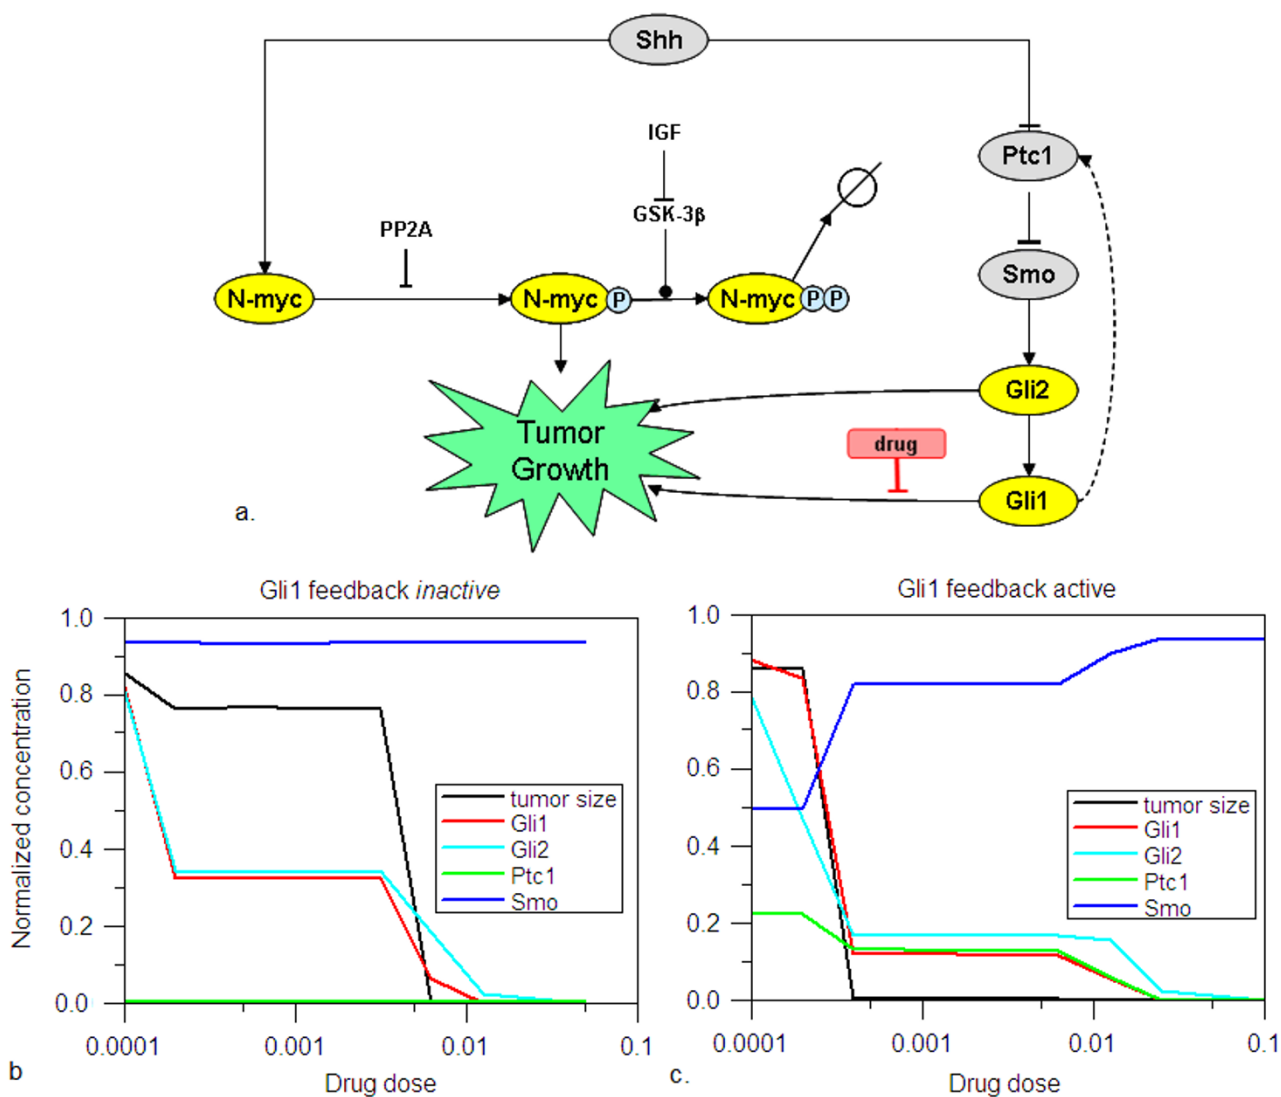 Shh
IGF
Ptc1
GSK-3β
PP2A
Smo
N-myc
N-myc P
N-myc P P
Gli2
Tumor
Growth
drug
Gli1
a.
Gli1 feedback inactive
1.0
0.8
0.6
0.4
0.2
0.0
Normalized concentration
tumor size
Gli1
Gli2
Ptc1
Smo
0.0001
0.001
0.01
0.1
Drug dose
b
Gli1 feedback active
1.0
0.8
0.6
0.4
0.2
0.0
tumor size
Gli1
Gli2
Ptc1
Smo
0.0001
0.001
0.01
0.1
Drug dose
c.